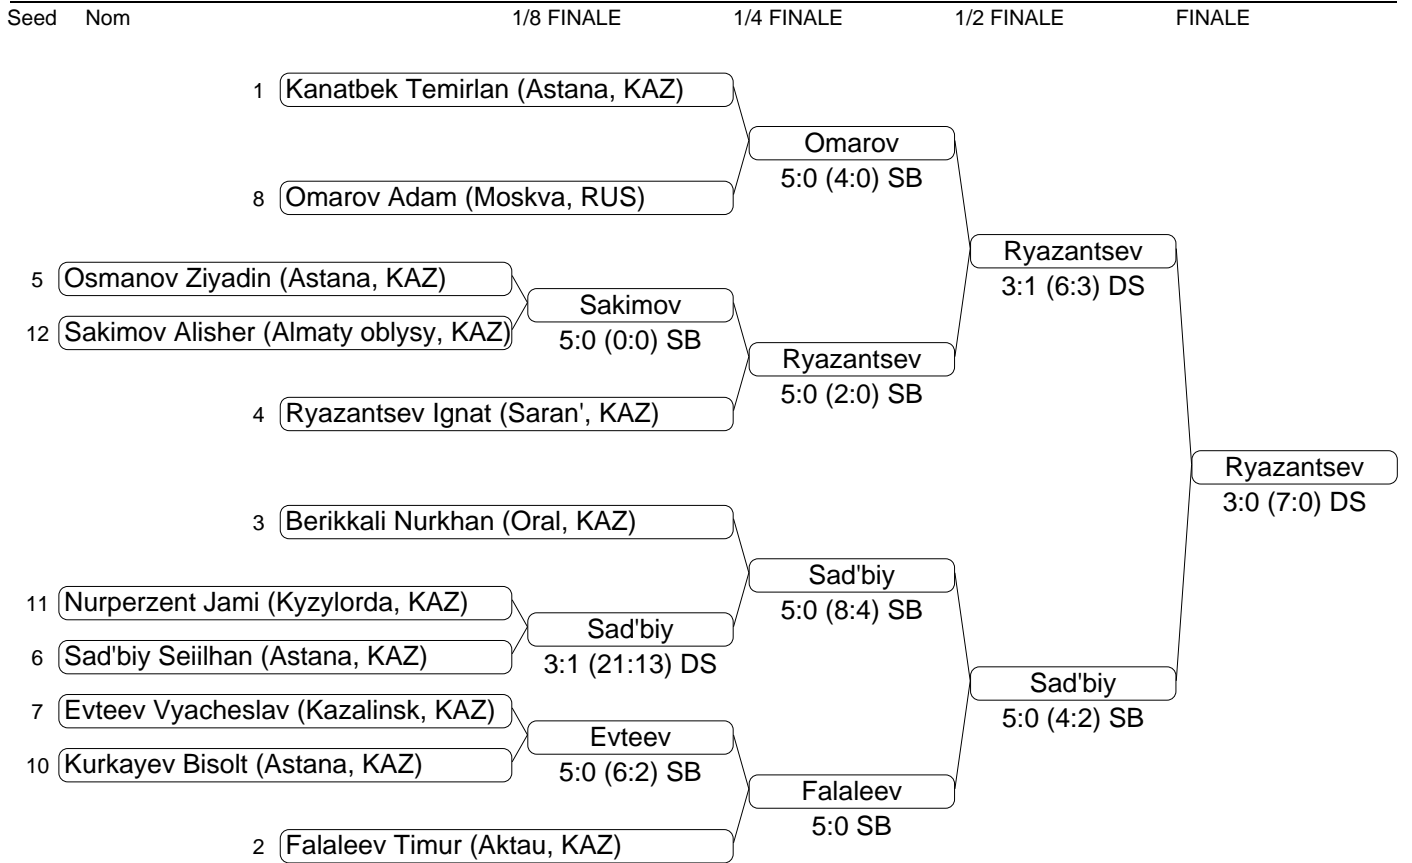 Seed Nom 1/8 FINALE 1/4 FINALE 1/2 FINALE FINALE
1 Kanatbek Temirlan (Astana, KAZ)
Omarov
5:0 (4:0) SB
8 Omarov Adam (Moskva, RUS)
Ryazantsev
3:1 (6:3) DS
5 Osmanov Ziyadin (Astana, KAZ)
Sakimov
12 Sakimov Alisher (Almaty oblysy, KAZ)
5:0 (0:0) SB
Ryazantsev
5:0 (2:0) SB
4 Ryazantsev Ignat (Saran', KAZ)
Ryazantsev
3:0 (7:0) DS
3 Berikkali Nurkhan (Oral, KAZ)
Sad'biy
5:0 (8:4) SB
11 Nurperzent Jami (Kyzylorda, KAZ)
Sad'biy
6 Sad'biy Seiilhan (Astana, KAZ)
3:1 (21:13) DS
Sad'biy
5:0 (4:2) SB
7 Evteev Vyacheslav (Kazalinsk, KAZ)
Evteev
10 Kurkayev Bisolt (Astana, KAZ)
5:0 (6:2) SB
Falaleev
5:0 SB
2 Falaleev Timur (Aktau, KAZ)